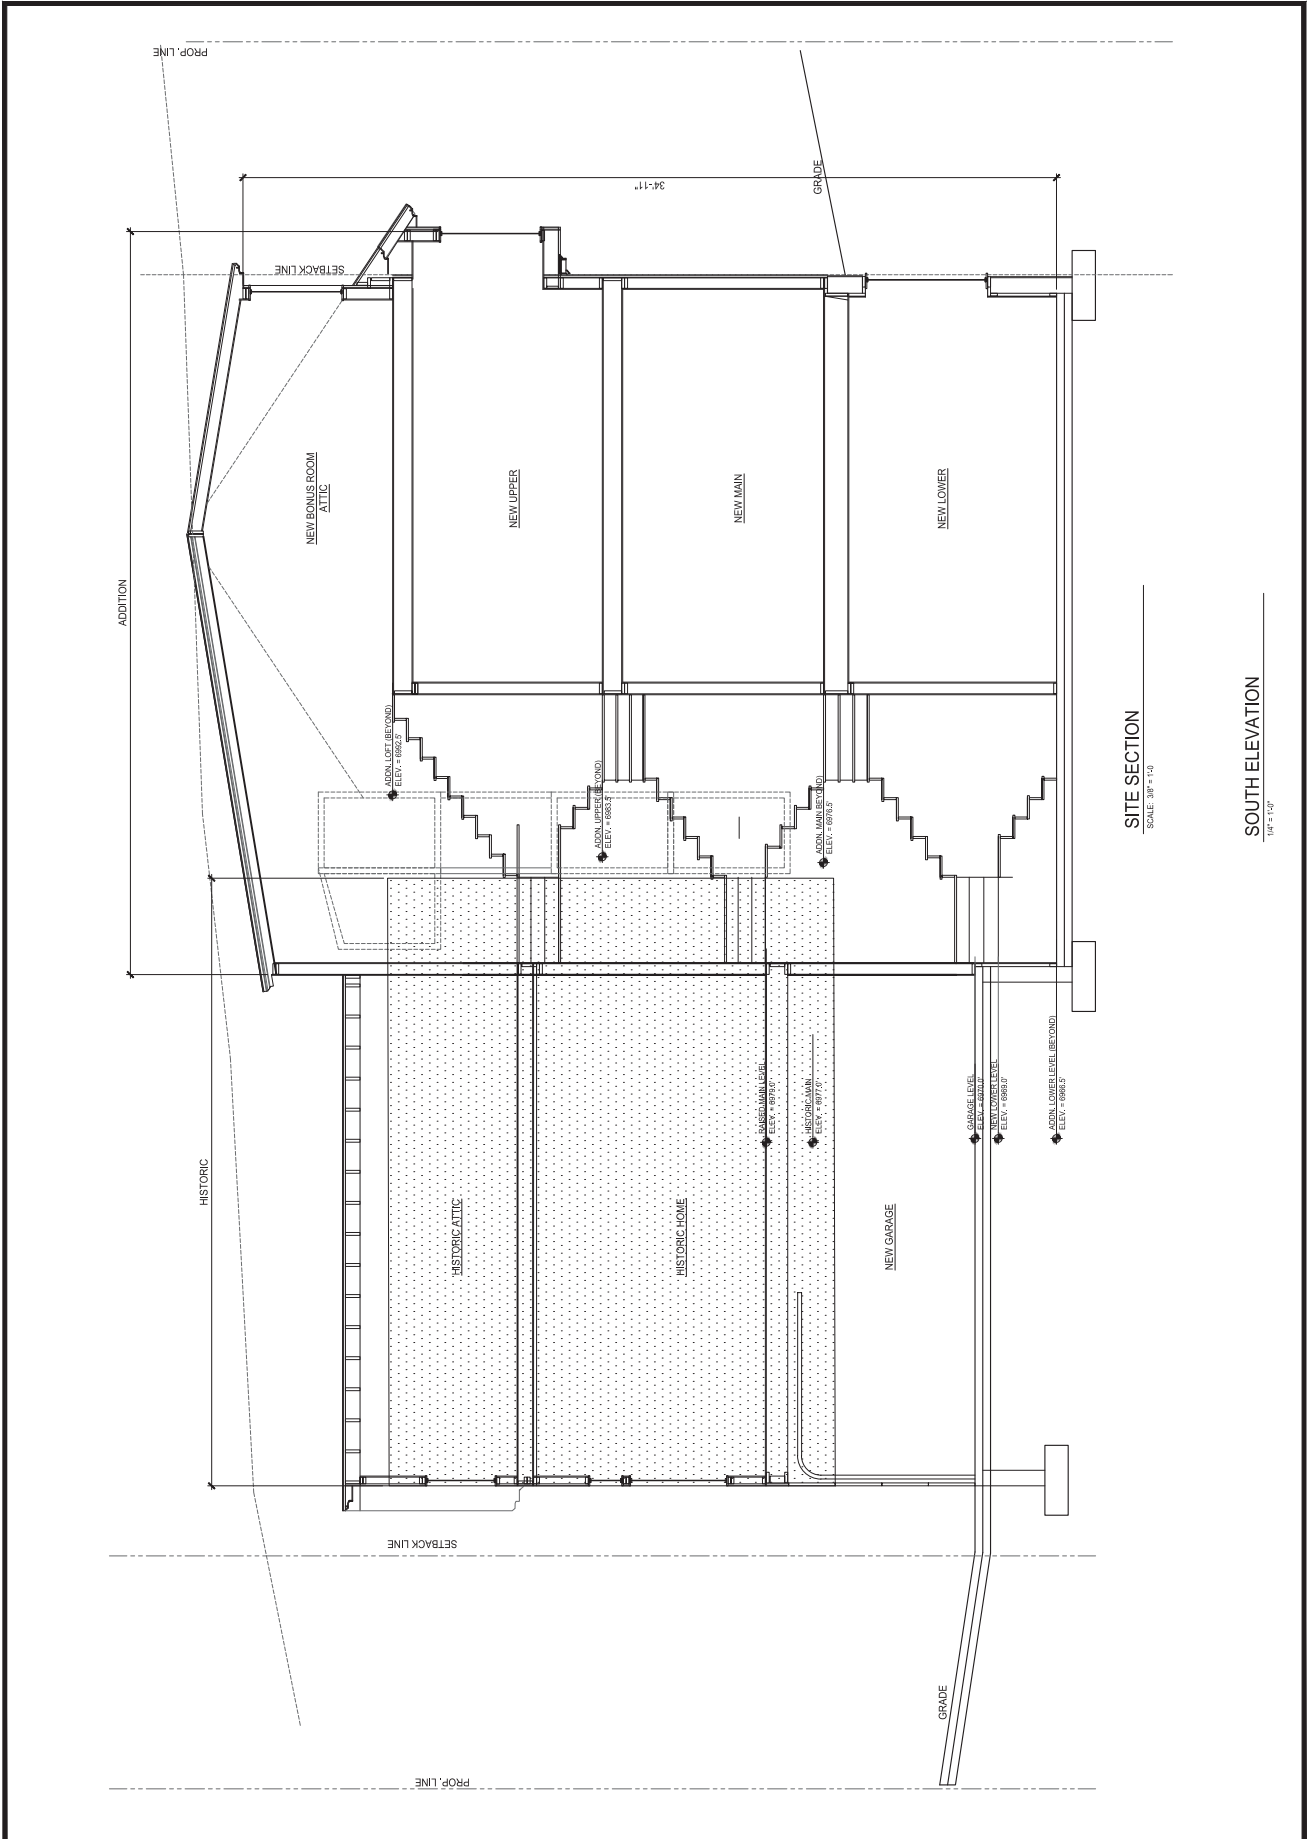 PROP. LINE
SETBACK LINE
34'-11"
GRADE
ADDITION
NEW BONUS ROOM
ATTIC
NEW UPPER
NEW MAIN
NEW LOWER
ADDN. LOFT (BEYOND)
ELEV. = 6992.5'
ADDN. UPPER (BEYOND)
ELEV. = 6983.5'
ADDN. MAIN BEYOND)
ELEV. = 6976.5'
HISTORIC
HISTORIC ATTIC
HISTORIC HOME
NEW GARAGE
RAISED MAIN LEVEL
ELEV. = 6979.0'
HISTORIC MAIN
ELEV. = 6977.0'
GARAGE LEVEL
ELEV. = 6970.0'
NEW LOWER LEVEL
ELEV. = 6969.0'
ADDN. LOWER LEVEL (BEYOND)
ELEV. = 6966.5'
SETBACK LINE
GRADE
PROP. LINE
SITE SECTION
SCALE: 3/8" = 1'-0
SOUTH ELEVATION
1/4" = 1'-0"